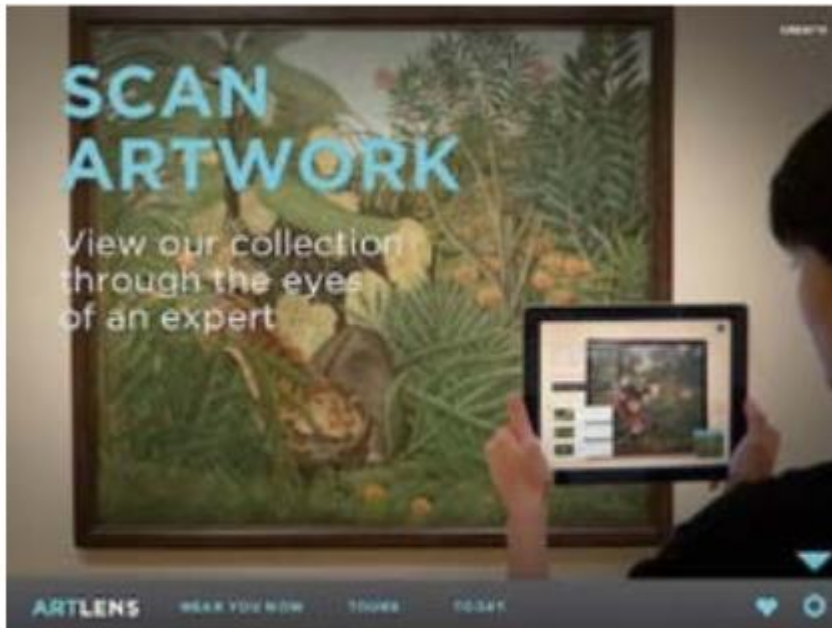 SCAN
ARTWORK
View our collection
through the eyes
of an expert
ARTLENS
NEAR YOU NOW
TOURS
TODAY